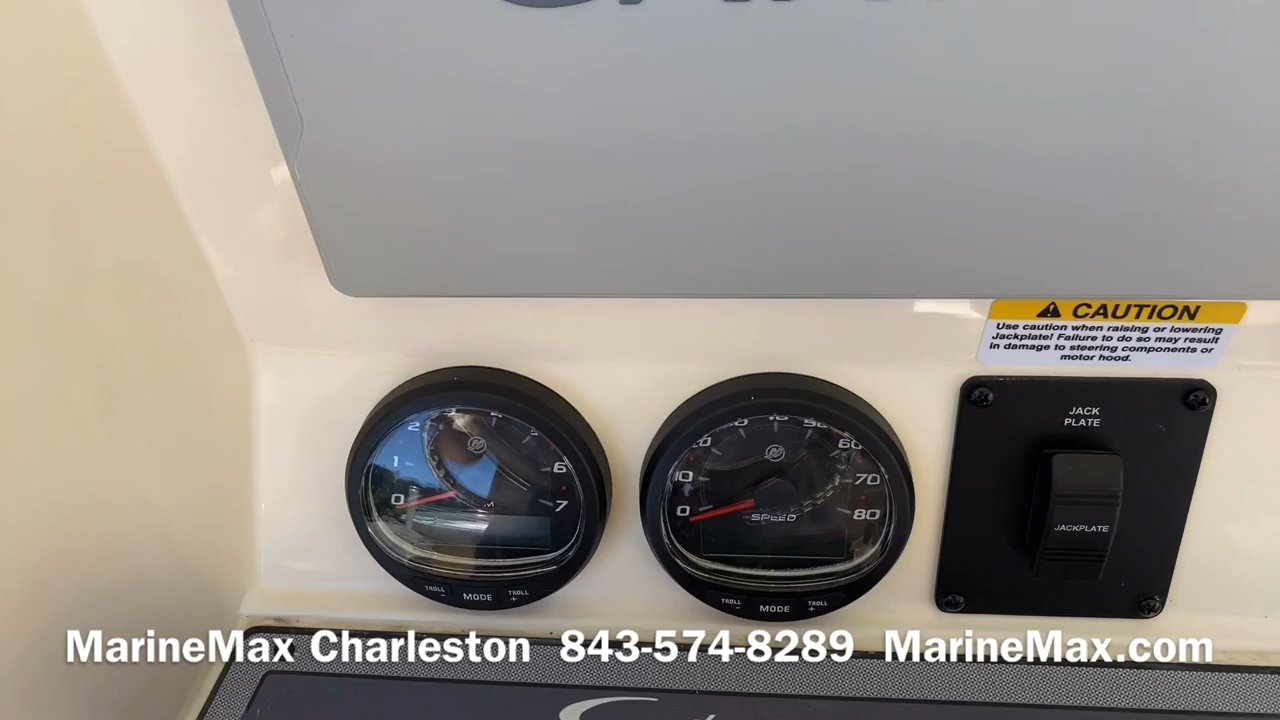 CAUTION
Use caution when raising or lowering
Jackplate! Failure to do so may result
in damage to steering components or
motor hood.
JACK
PLATE
JACKPLATE
0
1
2
6
7
TROLL
-
MODE
TROLL
+
0
10
50
60
70
80
SPEED
TROLL
-
MODE
TROLL
+
MarineMax Charleston 843-574-8289 MarineMax.com